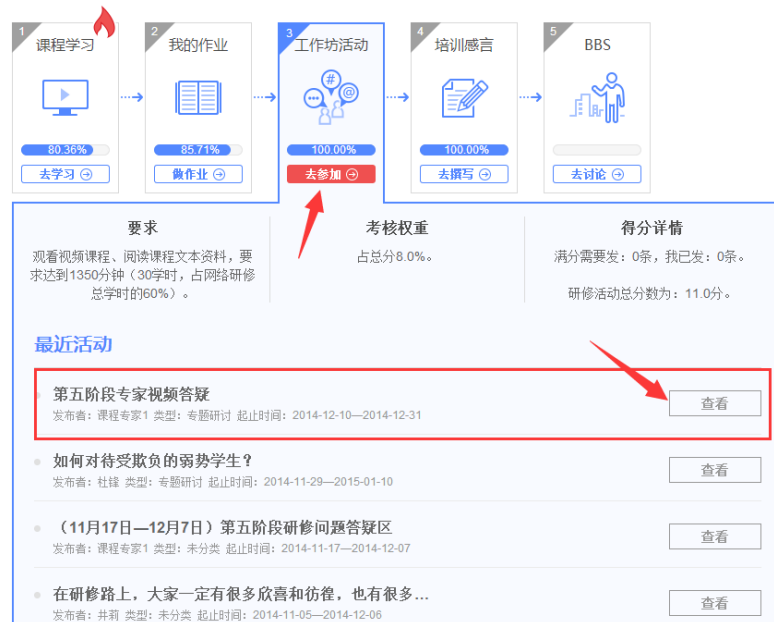 1
课程学习
80.36%
去学习
2
我的作业
85.71%
做作业
3
工作坊活动
#
@
100.00%
去参加
4
培训感言
100.00%
去撰写
5
BBS
去讨论
要求
观看视频课程、阅读课程文本资料，要
求达到1350分钟（30学时，占网络研修
总学时的60%）。
考核权重
占总分8.0%。
得分详情
满分需要发：0条，我已发：0条。
研修活动总分数为：11.0分。
最近活动
第五阶段专家视频答疑
发布者：课程专家1 类型：专题研讨 起止时间：2014-12-10—2014-12-31
查看
如何对待受欺负的弱势学生？
发布者：杜锋 类型：专题研讨 起止时间：2014-11-29—2015-01-10
查看
（11月17日—12月7日）第五阶段研修问题答疑区
发布者：课程专家1 类型：未分类 起止时间：2014-11-17—2014-12-07
查看
在研修路上，大家一定有很多欣喜和彷徨，也有很多…
发布者：井莉 类型：未分类 起止时间：2014-11-05—2014-12-06
查看